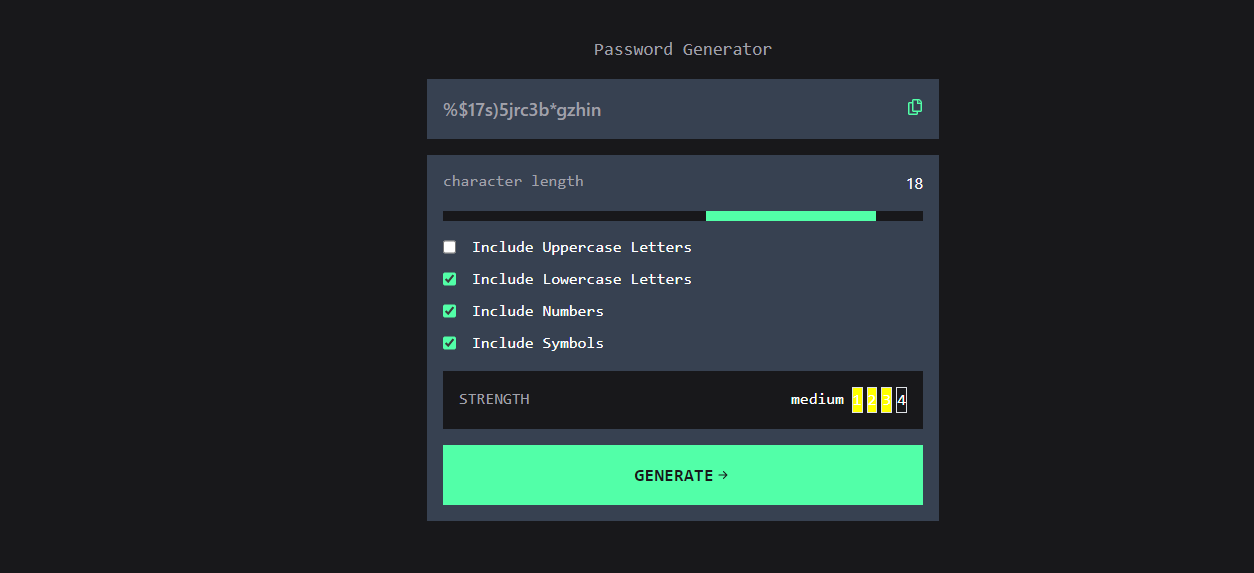 Password Generator
%$17s)5jrc3b*gzhin
character length
18
Include Uppercase Letters
Include Lowercase Letters
Include Numbers
Include Symbols
STRENGTH
medium 1 2 3 4
GENERATE→